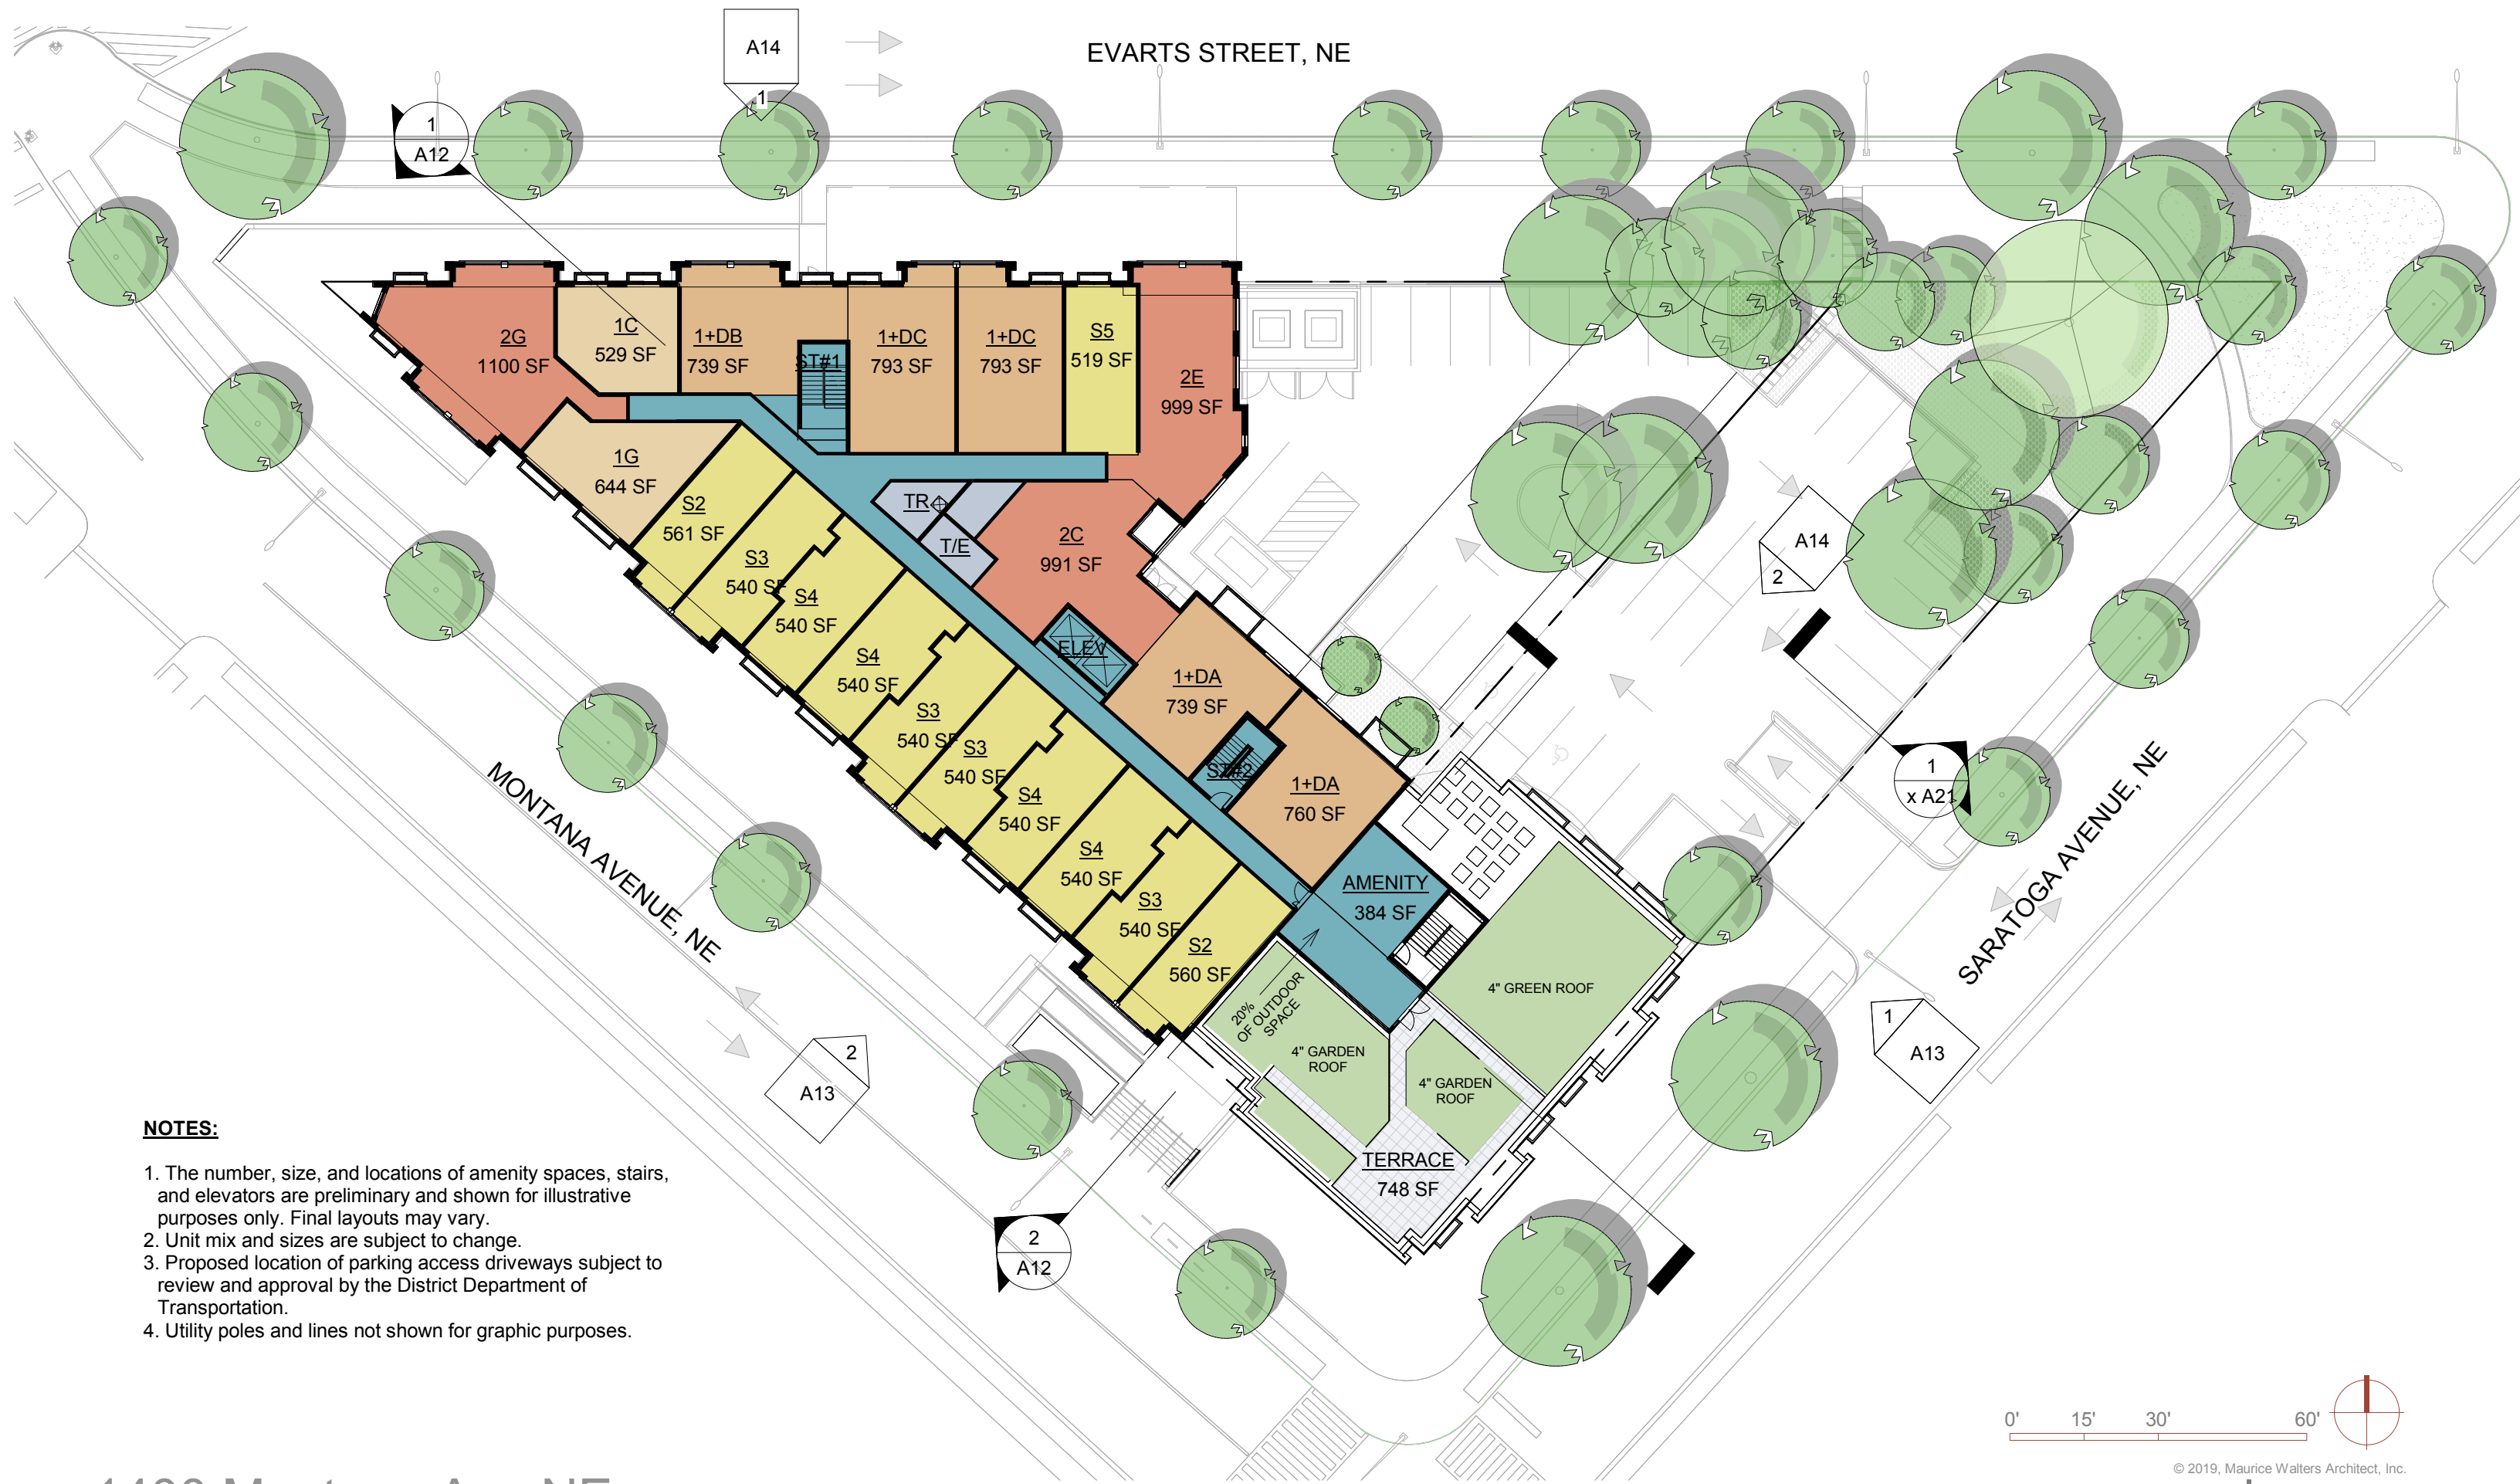 A14
1
EVARTS STREET, NE
1
A12
2G
1100 SF
1C
529 SF
1+DB
739 SF
ST#1
1+DC
793 SF
1+DC
793 SF
S5
519 SF
2E
999 SF
1G
644 SF
S2
561 SF
TR
T/E
2C
991 SF
S3
540 SF
S4
540 SF
S4
540 SF
ELEV
1+DA
739 SF
S3
540 SF
S3
540 SF
ST#2
1+DA
760 SF
S4
540 SF
S4
540 SF
S3
540 SF
S2
560 SF
AMENITY
384 SF
A14
2
1
x A21
MONTANA AVENUE, NE
SARATOGA AVENUE, NE
4" GREEN ROOF
20%
OF OUTDOOR
SPACE
4" GARDEN
ROOF
4" GARDEN
ROOF
TERRACE
748 SF
2
A13
1
A13
2
A12
NOTES:
1. The number, size, and locations of amenity spaces, stairs,
and elevators are preliminary and shown for illustrative
purposes only. Final layouts may vary.
2. Unit mix and sizes are subject to change.
3. Proposed location of parking access driveways subject to
review and approval by the District Department of
Transportation.
4. Utility poles and lines not shown for graphic purposes.
0' 15' 30' 60'
© 2019, Maurice Walters Architect, Inc.